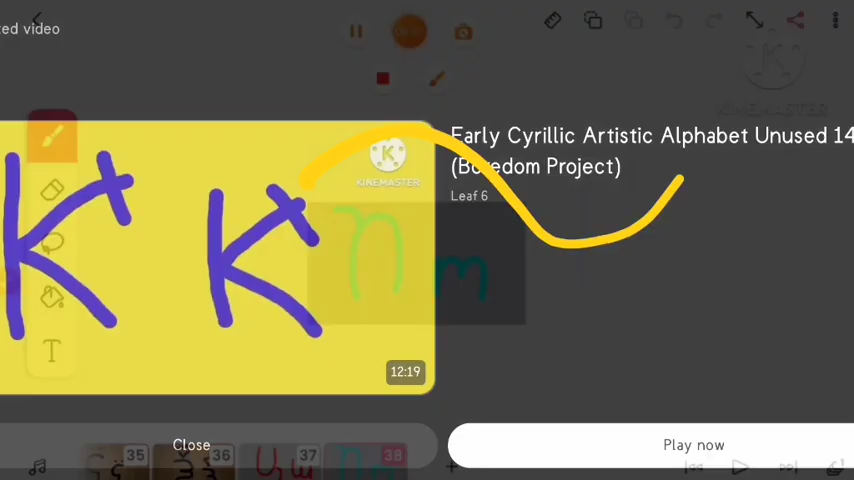 ted video
KINEMASTER
Early Cyrillic Artistic Alphabet Unused 14
(Boredom Project)
Leaf 6
KINEMASTER
K K
n m
T
12:19
Close
Play now
35 36 37 38